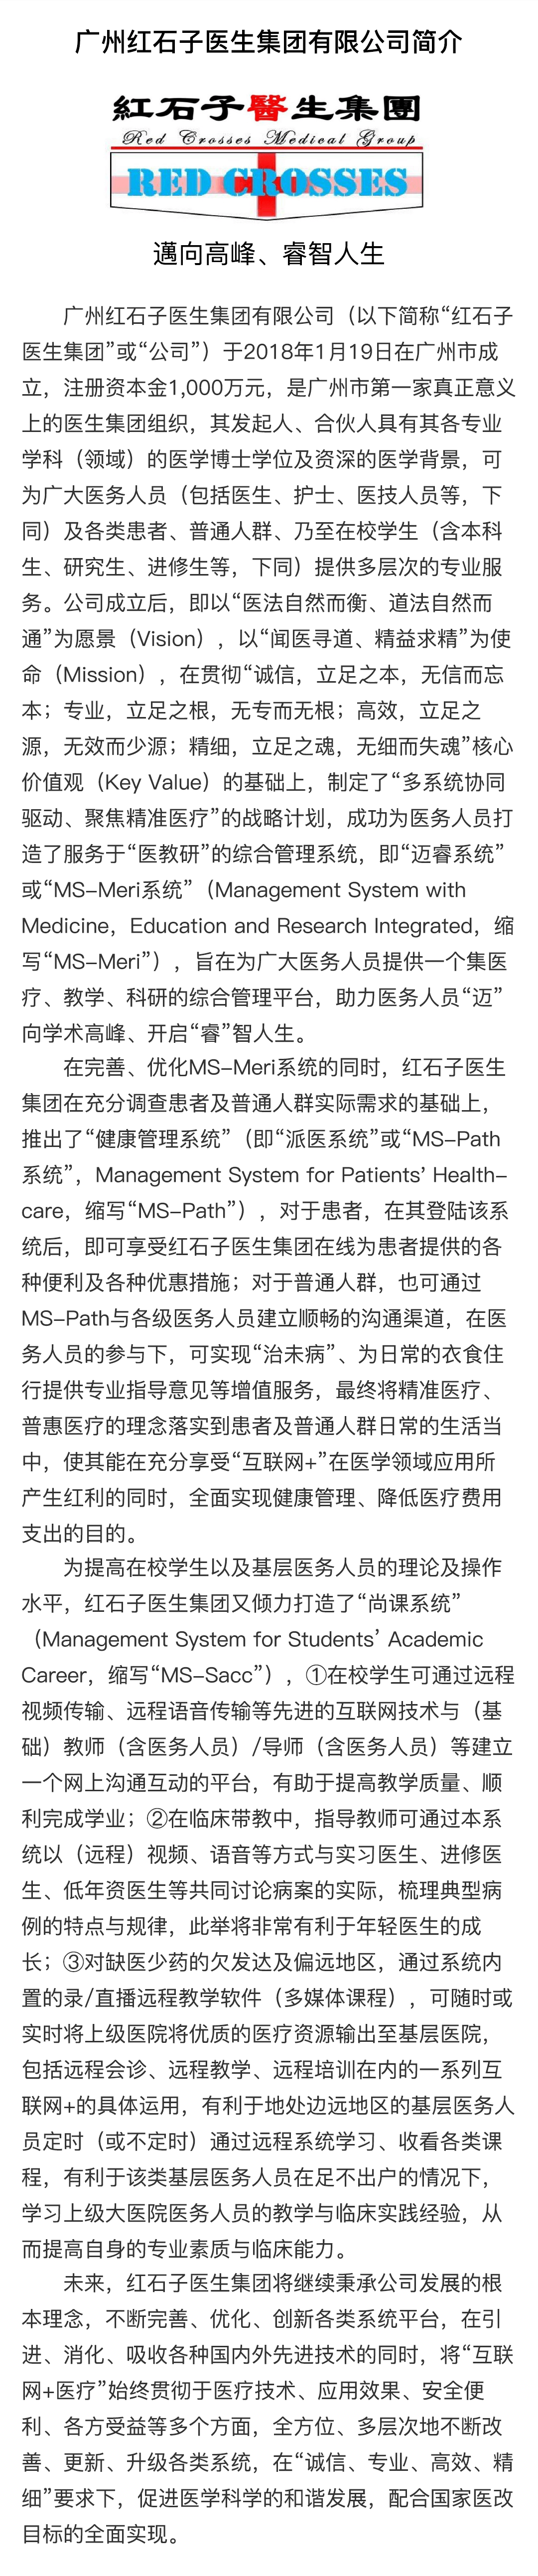 广州红石子医生集团有限公司简介
紅石子醫生集團
Red Crosses Medical Group
RED CROSSES
邁向高峰、睿智人生
广州红石子医生集团有限公司（以下简称“红石子
医生集团”或“公司”）于2018年1月19日在广州市成
立，注册资本金1,000万元，是广州市第一家真正意义
上的医生集团组织，其发起人、合伙人具有其各专业
学科（领域）的医学博士学位及资深的医学背景，可
为广大医务人员（包括医生、护士、医技人员等，下
同）及各类患者、普通人群、乃至在校学生（含本科
生、研究生、进修生等，下同）提供多层次的专业服
务。公司成立后，即以“医法自然而衡、道法自然而
通”为愿景（Vision），以“闻医寻道、精益求精”为使
命（Mission），在贯彻“诚信，立足之本，无信而忘
本；专业，立足之根，无专而无根；高效，立足之
源，无效而少源；精细，立足之魂，无细而失魂”核心
价值观（Key Value）的基础上，制定了“多系统协同
驱动、聚焦精准医疗”的战略计划，成功为医务人员打
造了服务于“医教研”的综合管理系统，即“迈睿系统”
或“MS-Meri系统”（Management System with
Medicine，Education and Research Integrated，缩
写“MS-Meri”），旨在为广大医务人员提供一个集医
疗、教学、科研的综合管理平台，助力医务人员“迈”
向学术高峰、开启“睿”智人生。
在完善、优化MS-Meri系统的同时，红石子医生
集团在充分调查患者及普通人群实际需求的基础上，
推出了“健康管理系统”（即“派医系统”或“MS-Path
系统”，Management System for Patients’ Health-
care，缩写“MS-Path”），对于患者，在其登陆该系
统后，即可享受红石子医生集团在线为患者提供的各
种便利及各种优惠措施；对于普通人群，也可通过
MS-Path与各级医务人员建立顺畅的沟通渠道，在医
务人员的参与下，可实现“治未病”、为日常的衣食住
行提供专业指导意见等增值服务，最终将精准医疗、
普惠医疗的理念落实到患者及普通人群日常的生活当
中，使其能在充分享受“互联网+”在医学领域应用所
产生红利的同时，全面实现健康管理、降低医疗费用
支出的目的。
为提高在校学生以及基层医务人员的理论及操作
水平，红石子医生集团又倾力打造了“尚课系统”
（Management System for Students’ Academic
Career，缩写“MS-Sacc”），①在校学生可通过远程
视频传输、远程语音传输等先进的互联网技术与（基
础）教师（含医务人员）/导师（含医务人员）等建立
一个网上沟通互动的平台，有助于提高教学质量、顺
利完成学业；②在临床带教中，指导教师可通过本系
统以（远程）视频、语音等方式与实习医生、进修医
生、低年资医生等共同讨论病案的实际，梳理典型病
例的特点与规律，此举将非常有利于年轻医生的成
长；③对缺医少药的欠发达及偏远地区，通过系统内
置的录/直播远程教学软件（多媒体课程），可随时或
实时将上级医院将优质的医疗资源输出至基层医院，
包括远程会诊、远程教学、远程培训在内的一系列互
联网+的具体运用，有利于地处边远地区的基层医务人
员定时（或不定时）通过远程系统学习、收看各类课
程，有利于该类基层医务人员在足不出户的情况下，
学习上级大医院医务人员的教学与临床实践经验，从
而提高自身的专业素质与临床能力。
未来，红石子医生集团将继续秉承公司发展的根
本理念，不断完善、优化、创新各类系统平台，在引
进、消化、吸收各种国内外先进技术的同时，将“互联
网+医疗”始终贯彻于医疗技术、应用效果、安全便
利、各方受益等多个方面，全方位、多层次地不断改
善、更新、升级各类系统，在“诚信、专业、高效、精
细”要求下，促进医学科学的和谐发展，配合国家医改
目标的全面实现。